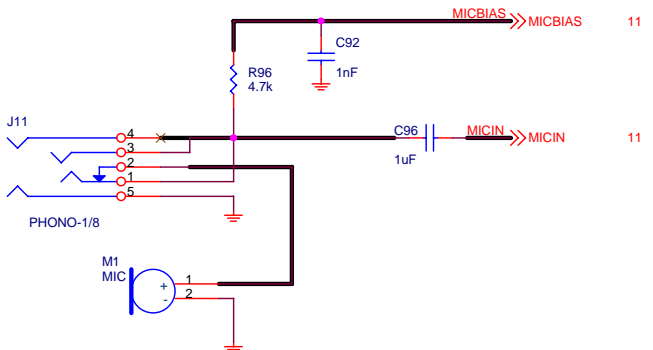 MICBIAS MICBIAS 11
C92
R96
4.7k
1nF
J11
4
C96 MICIN MICIN 11
3
1uF
2
1
5
PHONO-1/8
M1
MIC
1
+
-
2